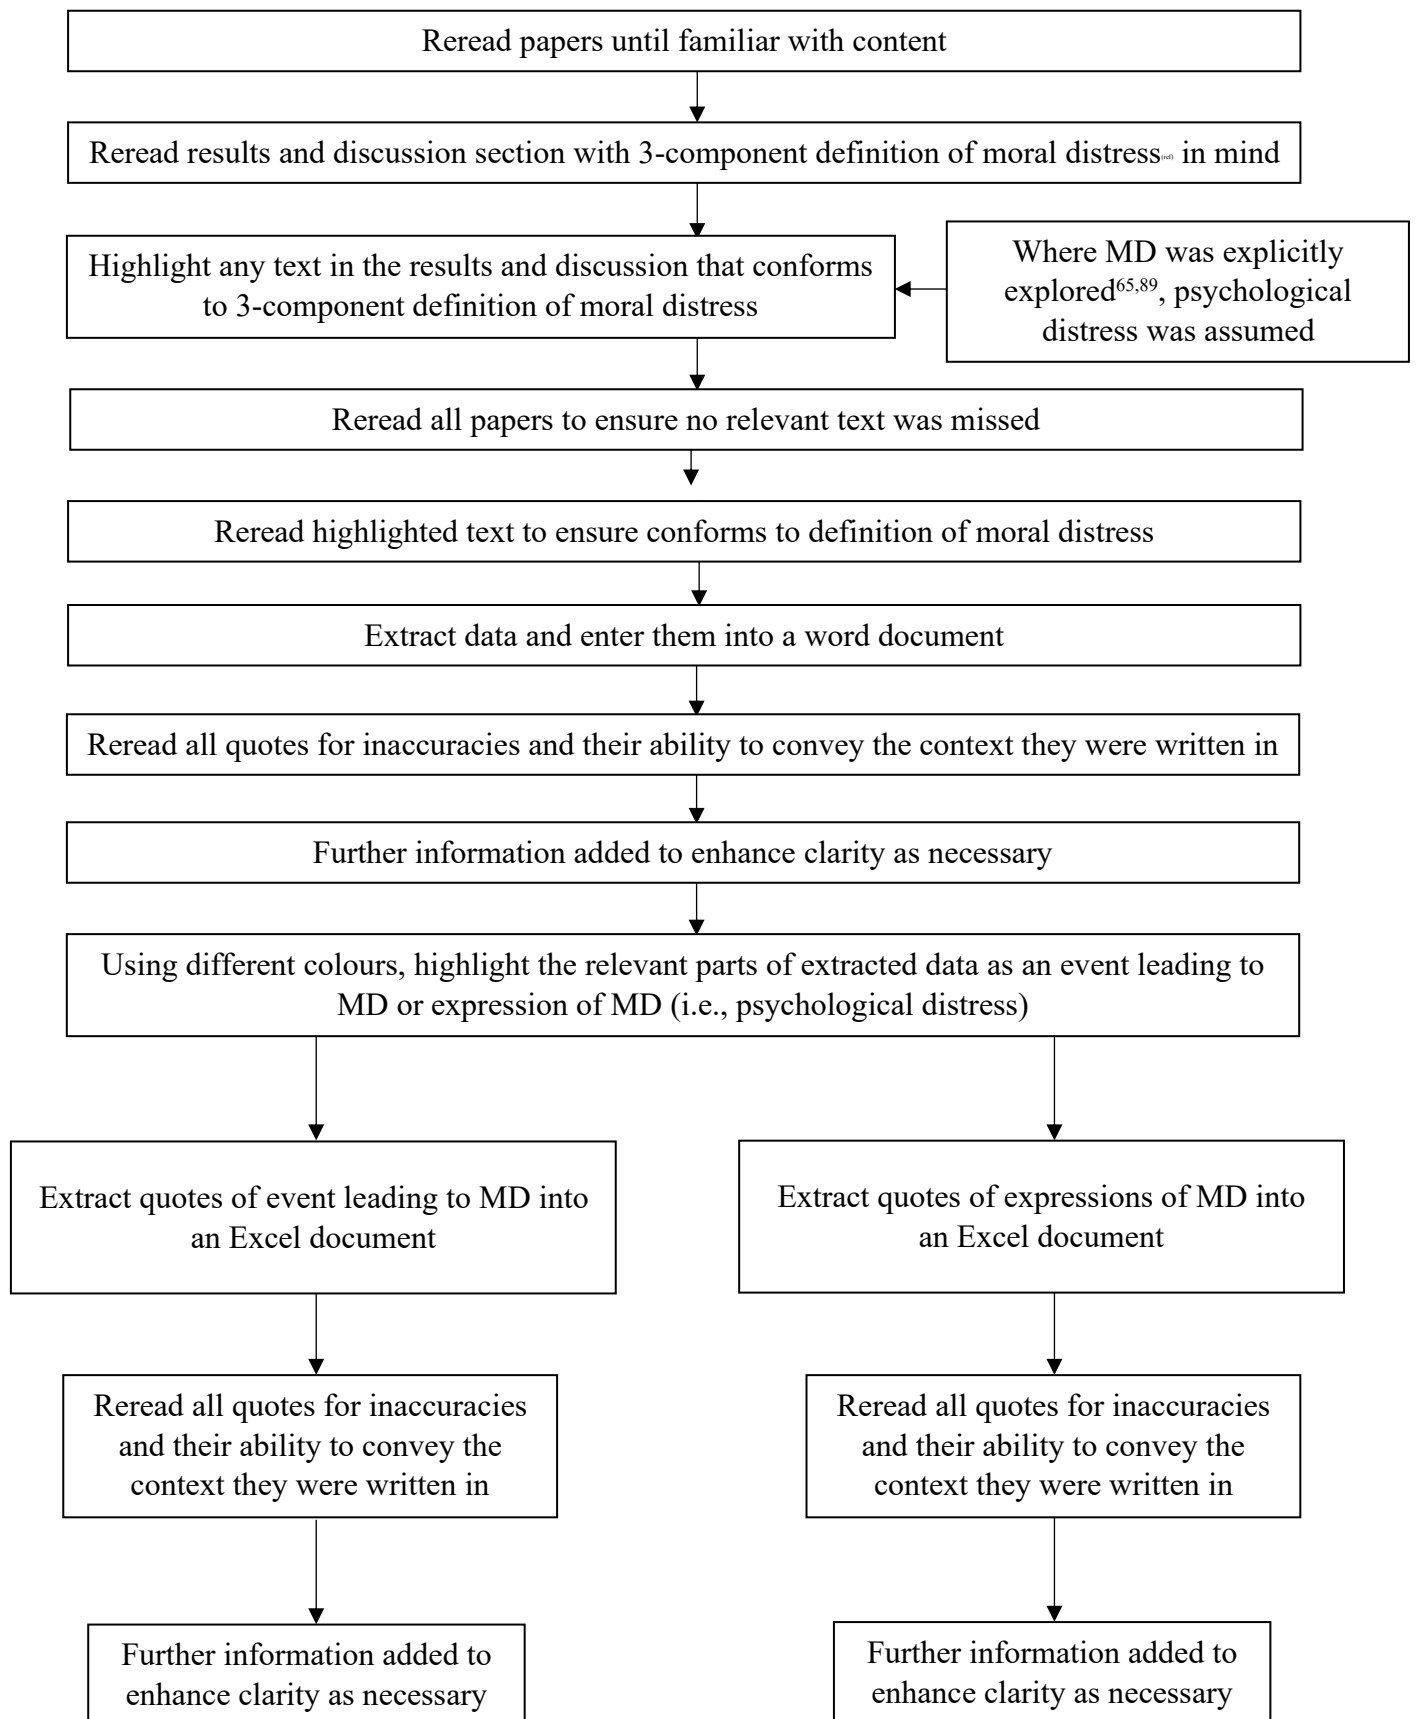 Reread papers until familiar with content
Reread results and discussion section with 3-component definition of moral distress(ref) in mind
Highlight any text in the results and discussion that conforms
to 3-component definition of moral distress
Where MD was explicitly
explored65,89, psychological
distress was assumed
Reread all papers to ensure no relevant text was missed
Reread highlighted text to ensure conforms to definition of moral distress
Extract data and enter them into a word document
Reread all quotes for inaccuracies and their ability to convey the context they were written in
Further information added to enhance clarity as necessary
Using different colours, highlight the relevant parts of extracted data as an event leading to
MD or expression of MD (i.e., psychological distress)
Extract quotes of event leading to MD into
an Excel document
Extract quotes of expressions of MD into
an Excel document
Reread all quotes for inaccuracies
and their ability to convey the
context they were written in
Reread all quotes for inaccuracies
and their ability to convey the
context they were written in
Further information added to
enhance clarity as necessary
Further information added to
enhance clarity as necessary